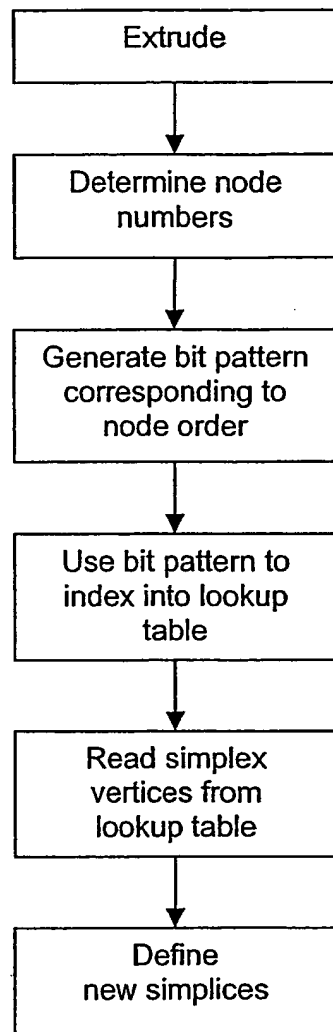 Extrude
Determine node
numbers
Generate bit pattern
corresponding to
node order
Use bit pattern to
index into lookup
table
Read simplex
vertices from
lookup table
Define
new simplices